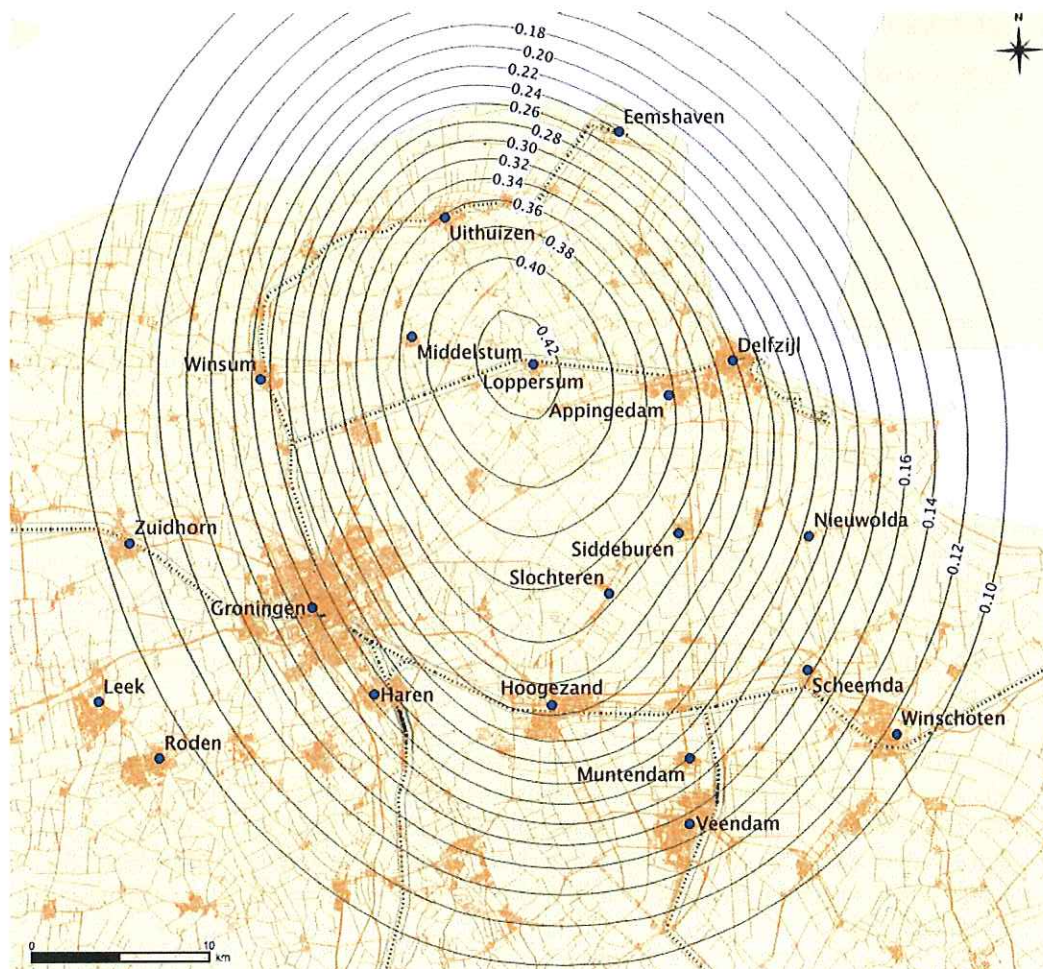 N
0.18
0.20
0.22
0.24
0.26
0.28
0.30
0.32
0.34
0.36
0.38
0.40
0.42
Eemshaven
Uithuizen
Middelstum
Loppersum
Delfzijl
Winsum
Appingedam
0.16
0.14
0.12
0.10
Zuidhorn
Nieuwolda
Siddeburen
Slochteren
Groningen
Leek
Haren
Hoogezand
Scheemda
Winschoten
Roden
Muntendam
Veendam
0 10
km